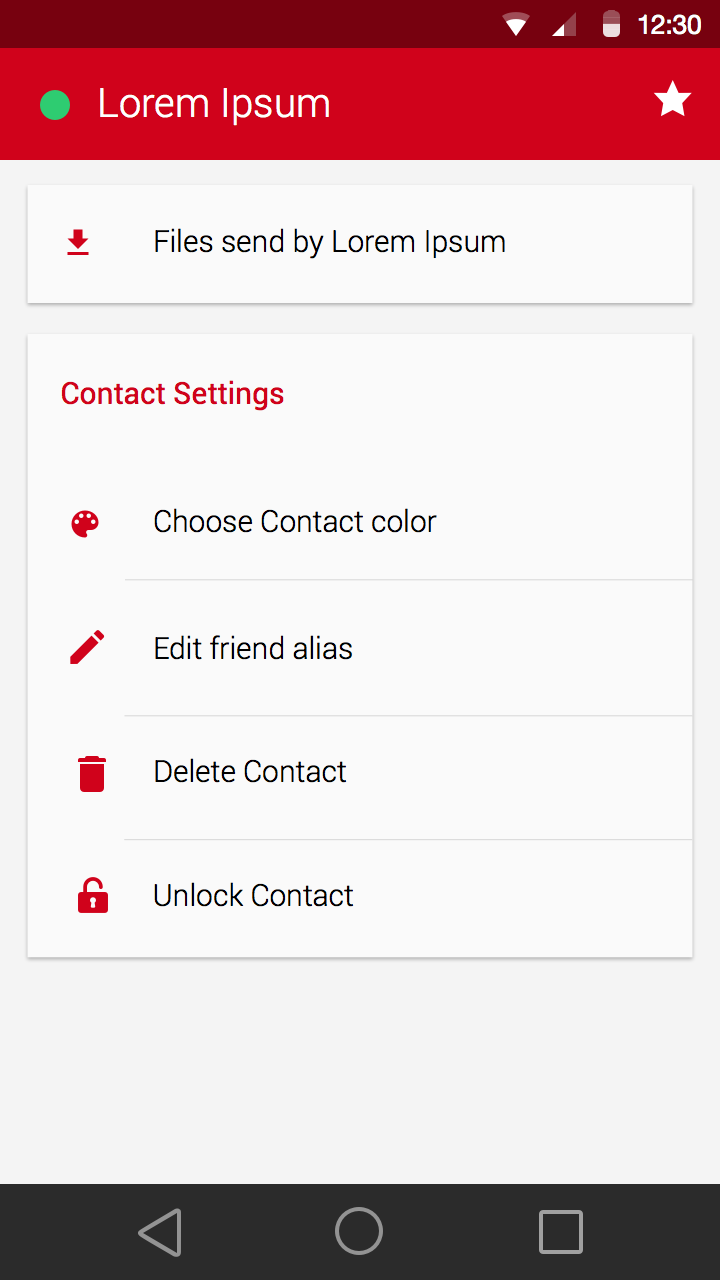 12:30
Lorem Ipsum
Files send by Lorem Ipsum
Contact Settings
Choose Contact color
Edit friend alias
Delete Contact
Unlock Contact